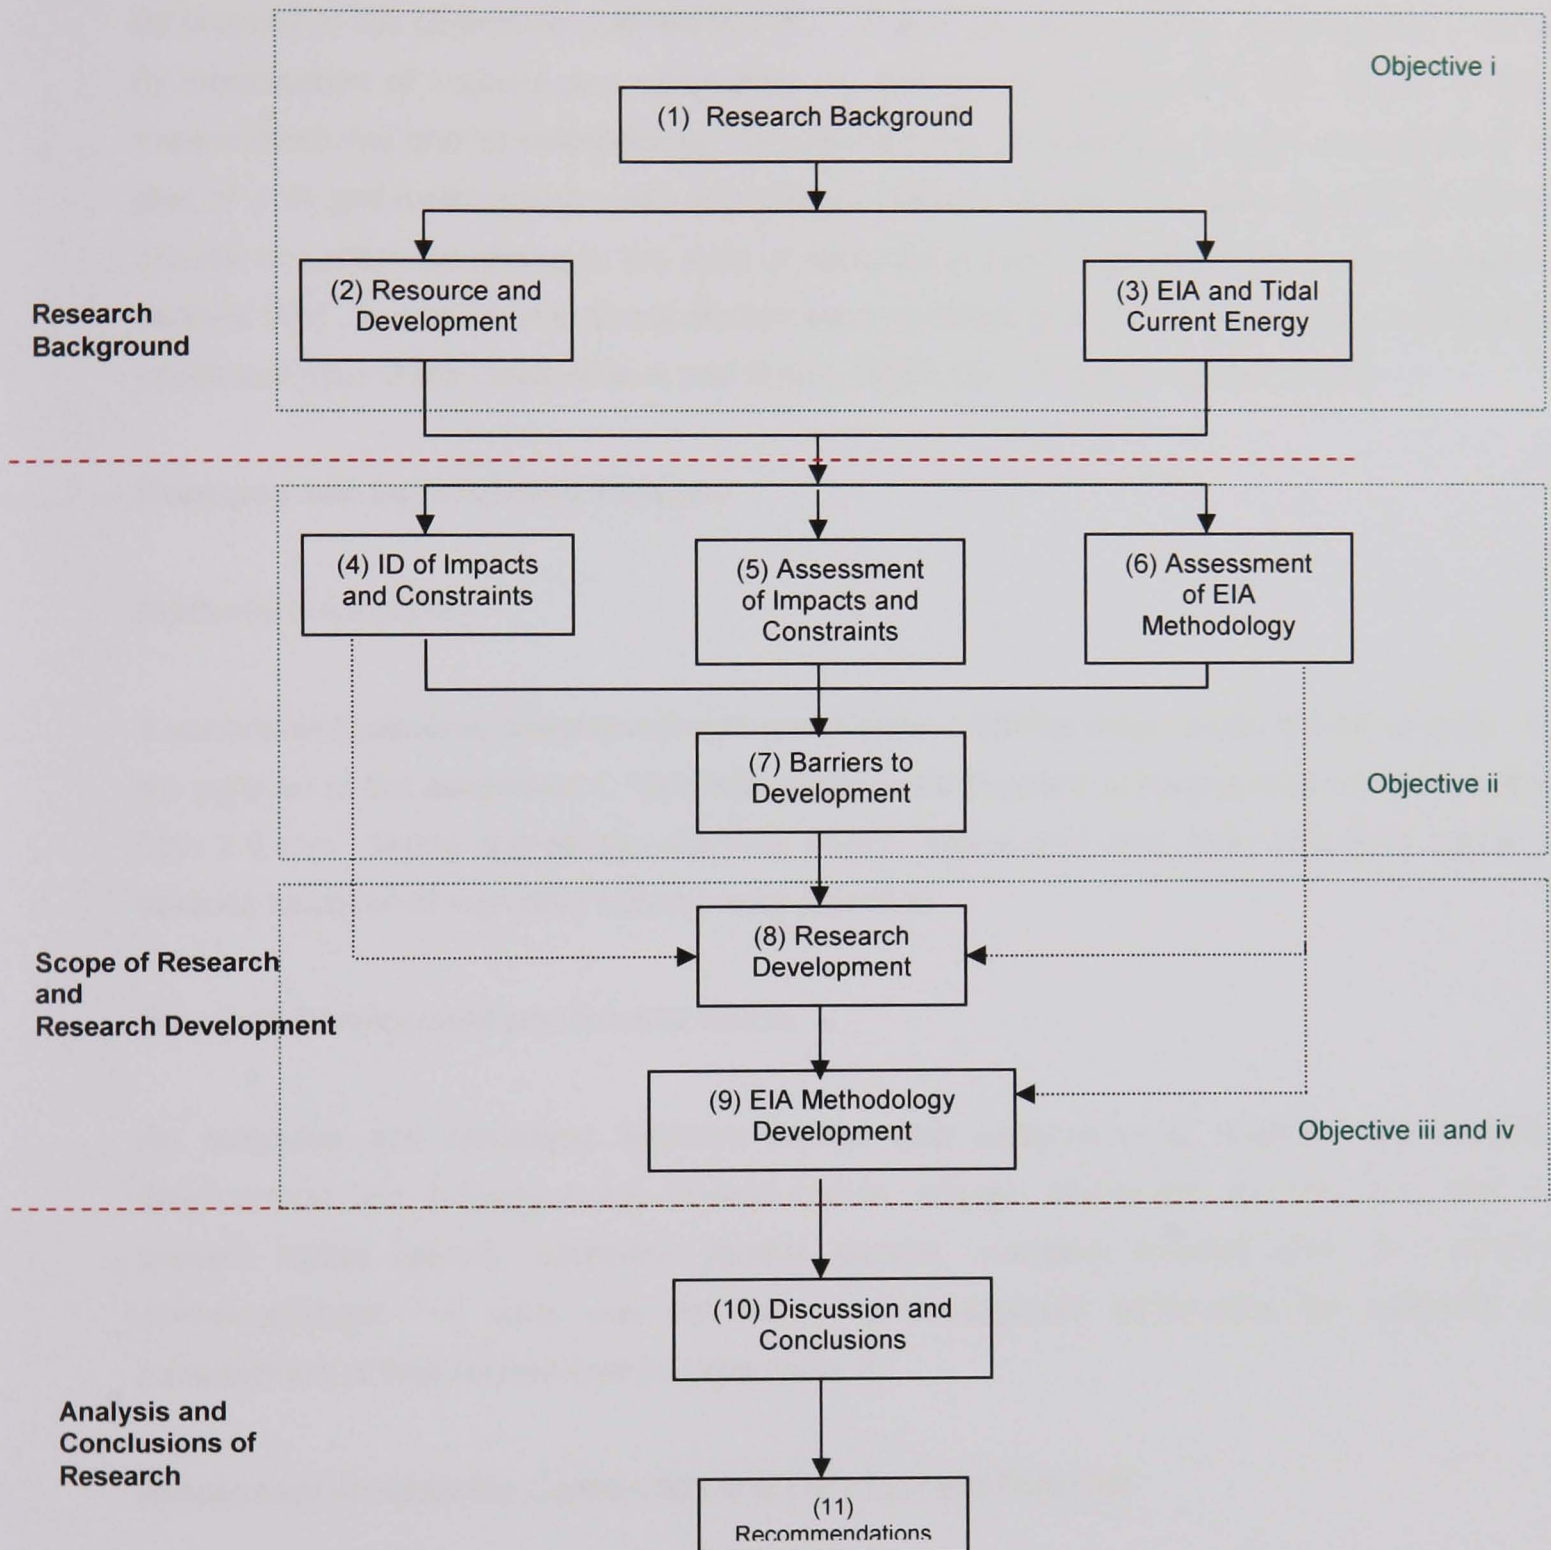 Objective i
(1) Research Background
(2) Resource and
Development
(3) EIA and Tidal
Current Energy
Research
Background
(4) ID of Impacts
and Constraints
(5) Assessment
of Impacts and
Constraints
(6) Assessment
of EIA
Methodology
(7) Barriers to
Development
Objective ii
(8) Research
Development
Scope of Research
and
Research Development
(9) EIA Methodology
Development
Objective iii and iv
(10) Discussion and
Conclusions
Analysis and
Conclusions of
Research
(11)
Recommendations